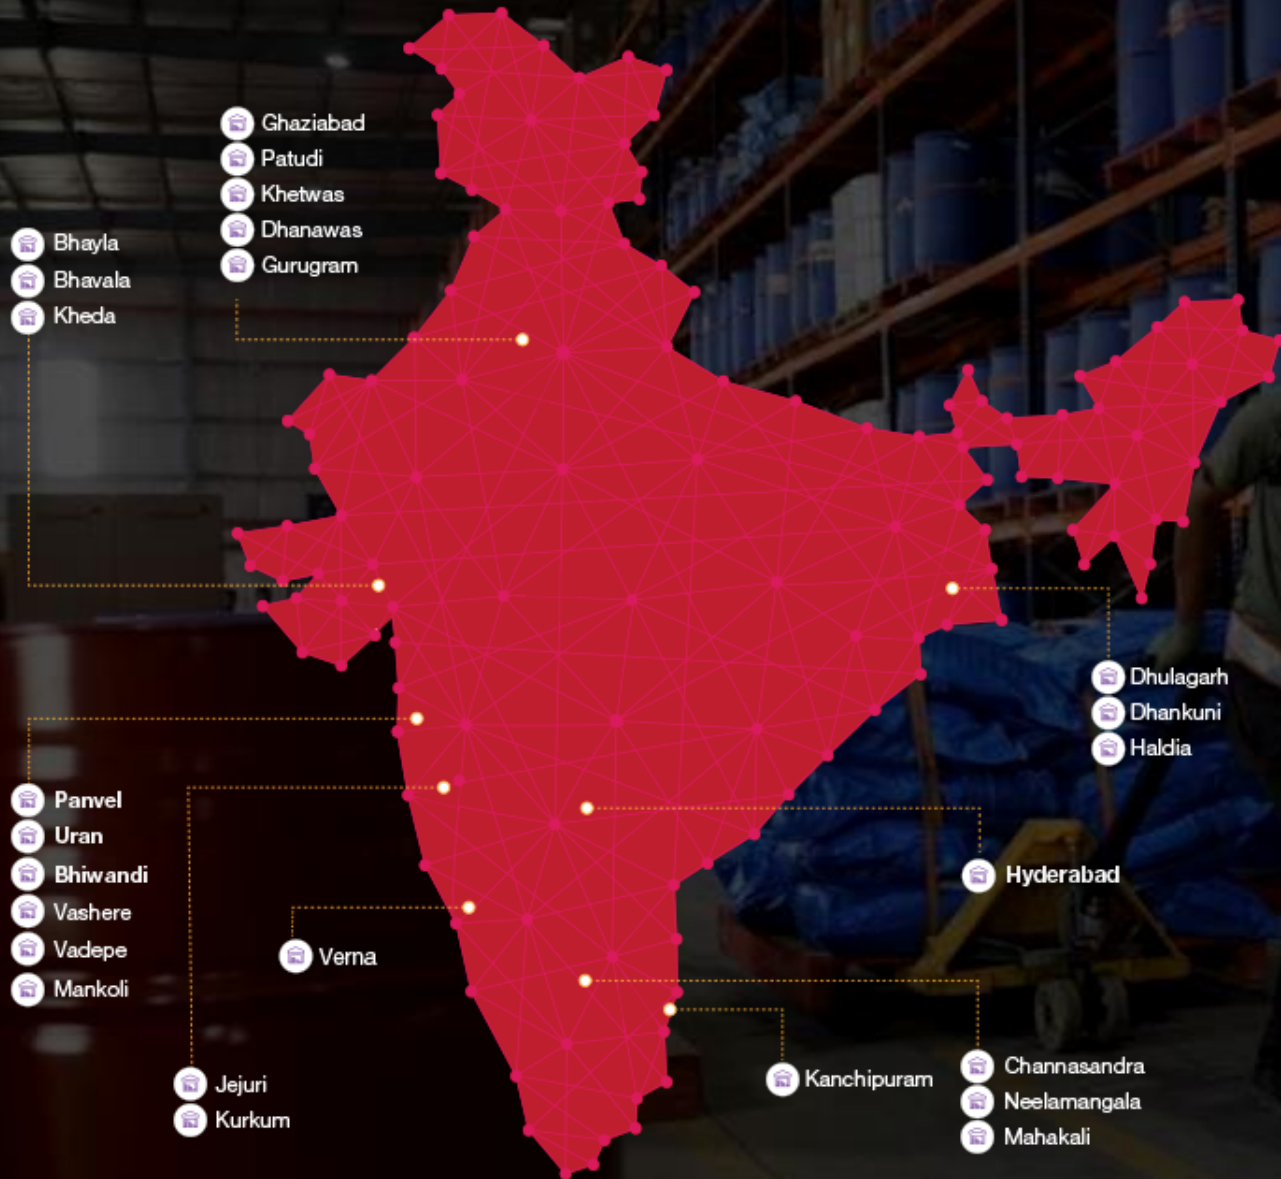 Ghaziabad
Patudi
Khetwas
Dhanawas
Gurugram
Bhayla
Bhavala
Kheda
Dhulagarh
Dhankuni
Haldia
Panvel
Uran
Bhiwandi
Vashere
Vadepe
Mankoli
Hyderabad
Verna
Jejuri
Kurkum
Kanchipuram
Channasandra
Neelamangala
Mahakali